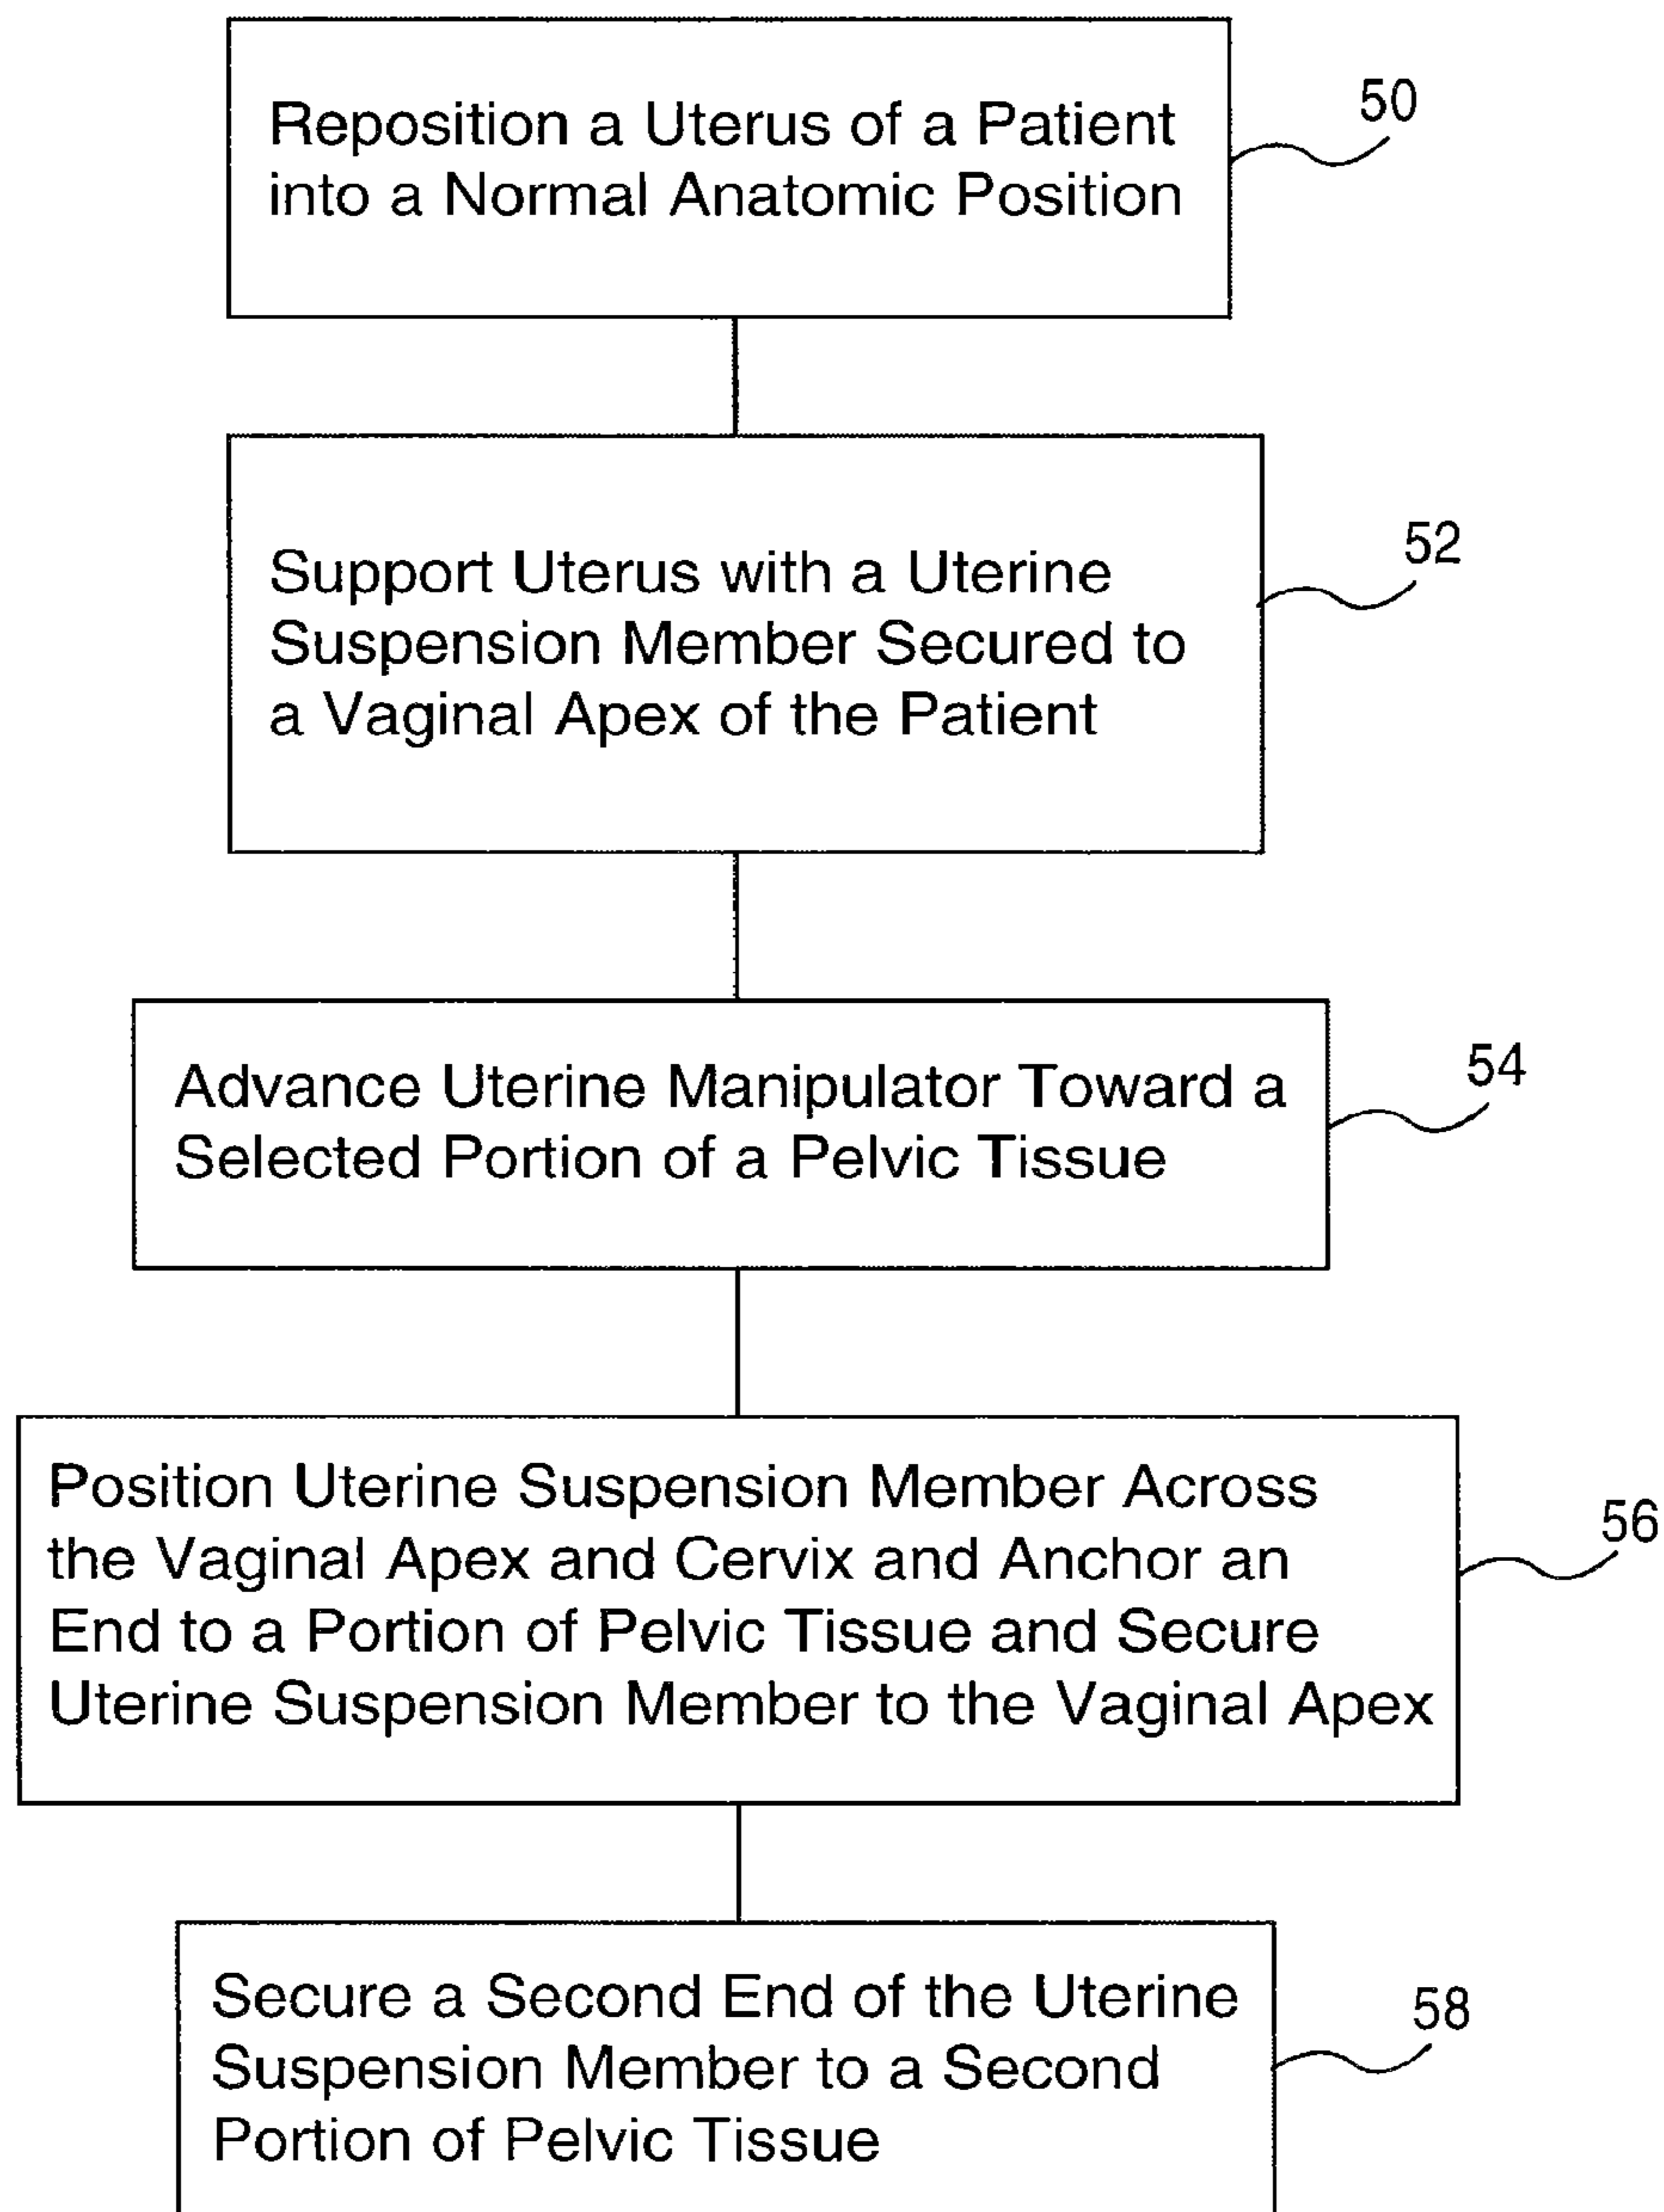 Reposition a Uterus of a Patient
into a Normal Anatomic Position
50
Support Uterus with a Uterine
Suspension Member Secured to
a Vaginal Apex of the Patient
52
Advance Uterine Manipulator Toward a
Selected Portion of a Pelvic Tissue
54
Position Uterine Suspension Member Across
the Vaginal Apex and Cervix and Anchor an
End to a Portion of Pelvic Tissue and Secure
Uterine Suspension Member to the Vaginal Apex
56
Secure a Second End of the Uterine
Suspension Member to a Second
Portion of Pelvic Tissue
58